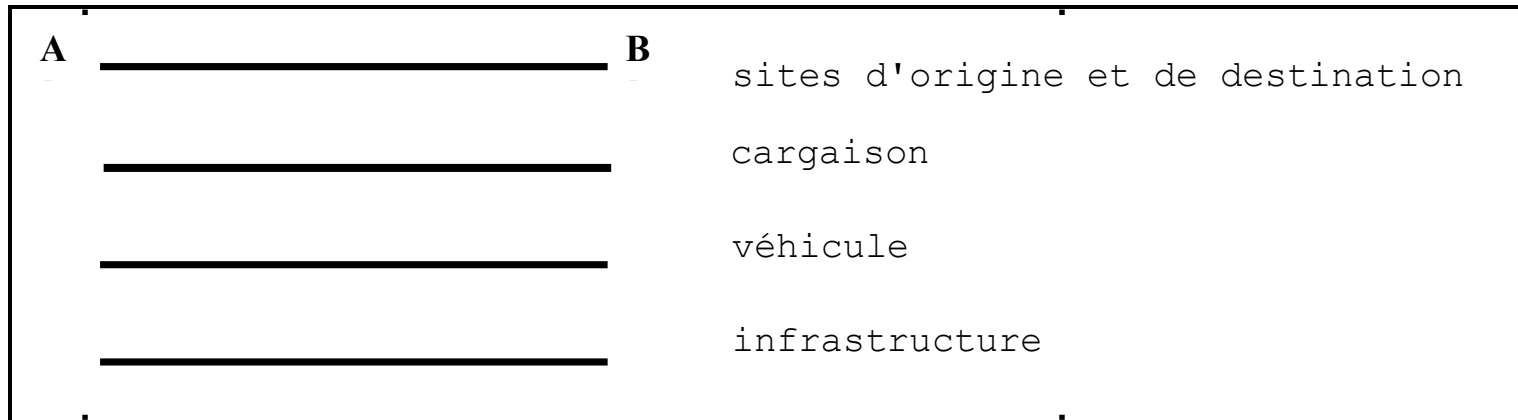 A B
sites d'origine et de destination
cargaison
véhicule
infrastructure